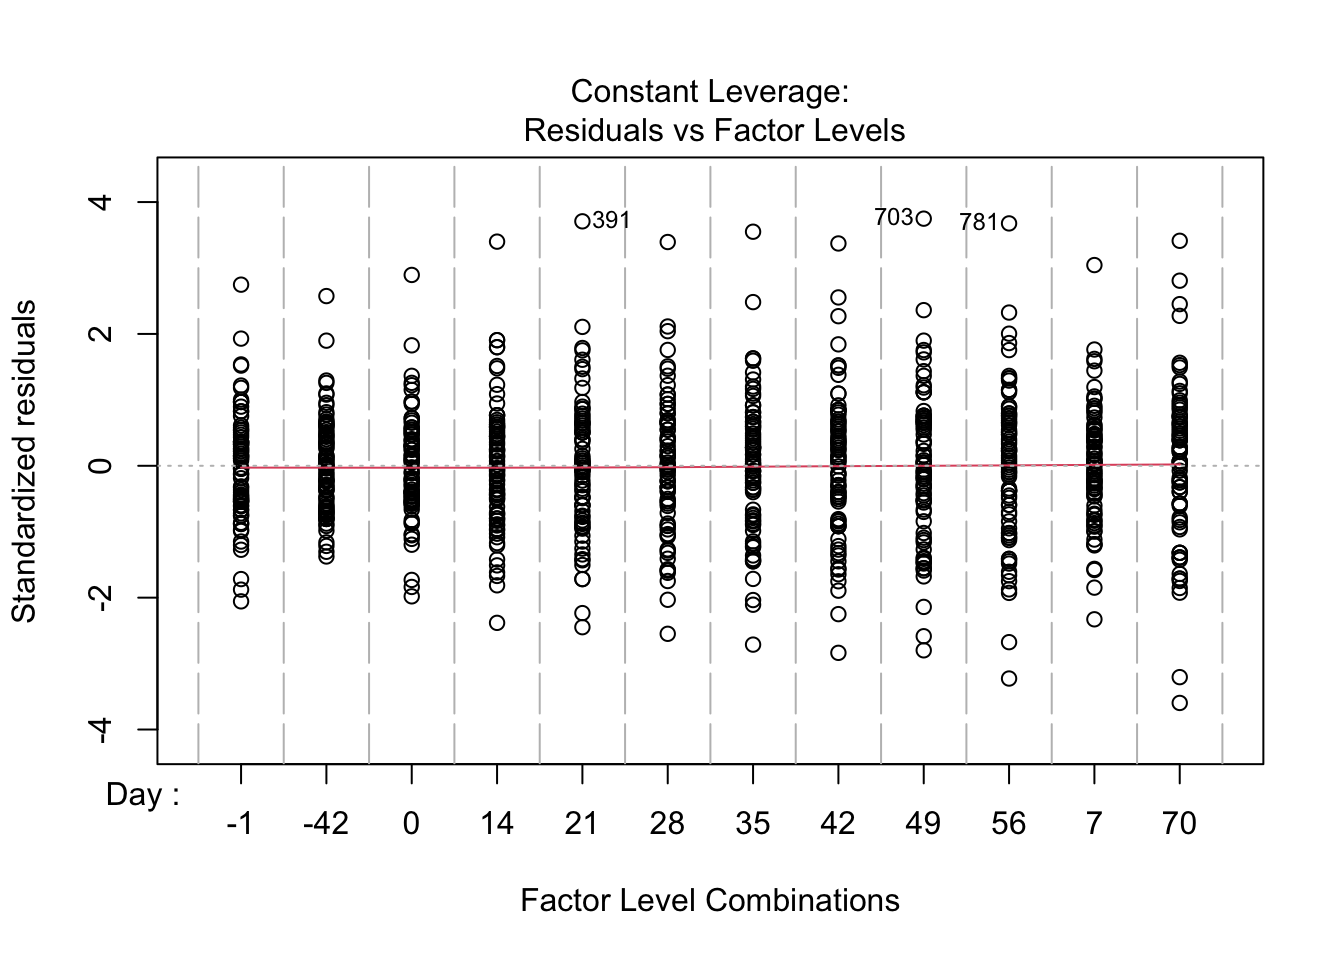 Constant Leverage:
Residuals vs Factor Levels
Standardized residuals
4
2
0
-2
-4
391
703
781
Day :
-1 -42 0 14 21 28 35 42 49 56 7 70
Factor Level Combinations